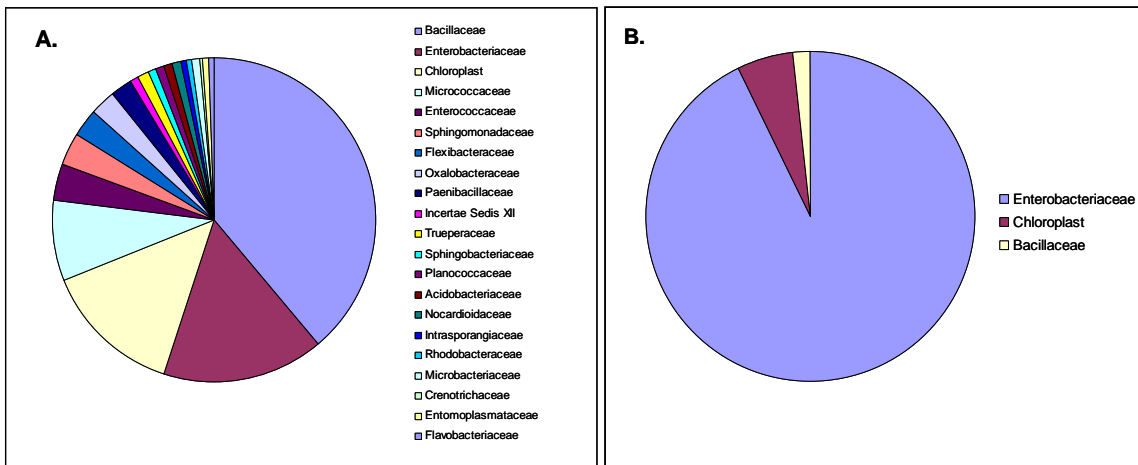 A.
Bacillaceae
Enterobacteriaceae
Chloroplast
Micrococcaceae
Enterococcaceae
Sphingomonadaceae
Flexibacteraceae
Oxalobacteraceae
Paenibacillaceae
Incertae Sedis XII
Trueperaceae
Sphingobacteriaceae
Planococcaceae
Acidobacteriaceae
Nocardioidaceae
Intrasporangiaceae
Rhodobacteraceae
Microbacteriaceae
Crenotrichaceae
Entomoplasmataceae
Flavobacteriaceae
B.
Enterobacteriaceae
Chloroplast
Bacillaceae